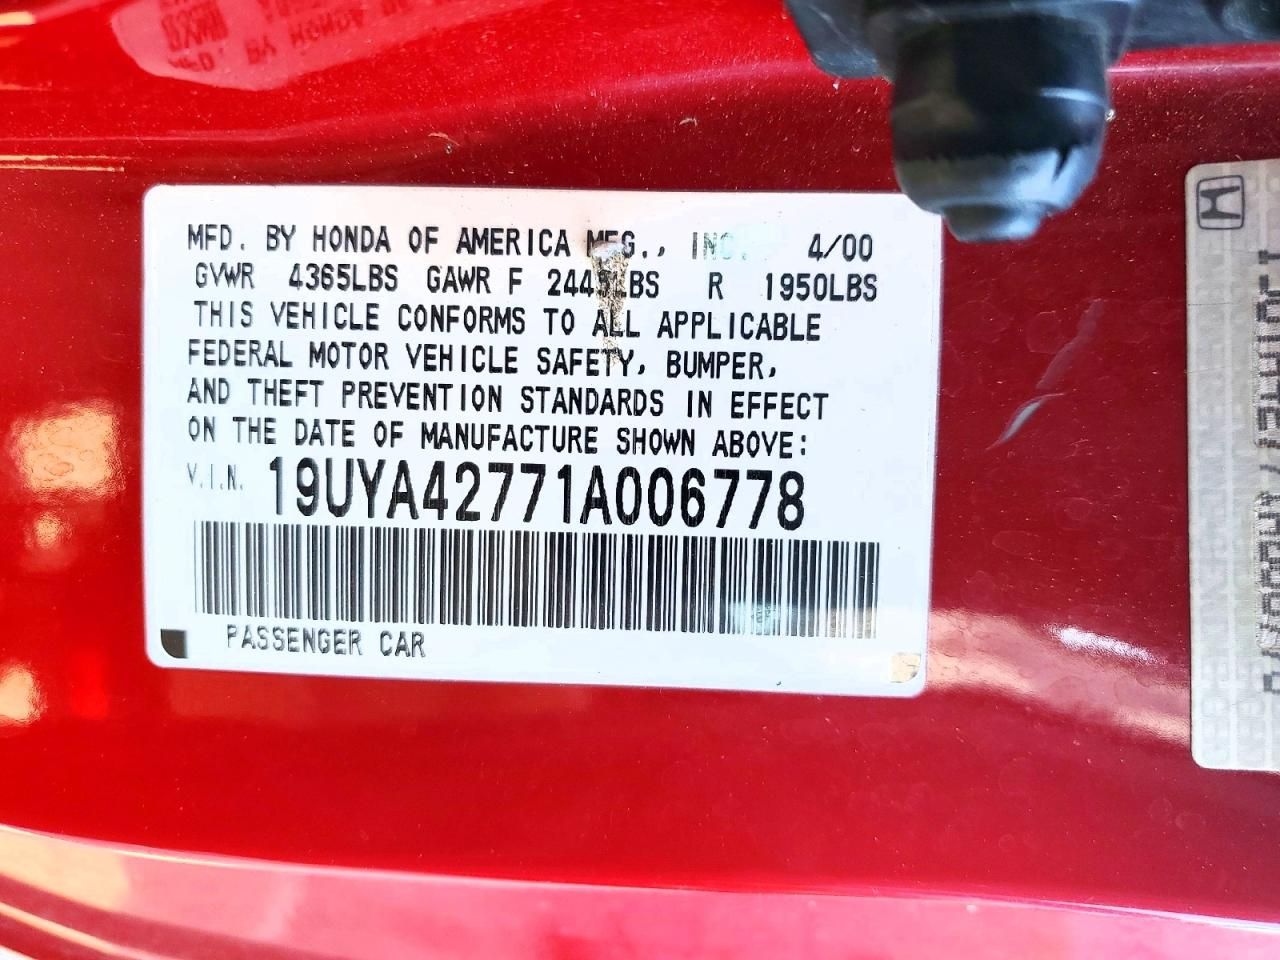 MFD. BY HONDA OF AMERICA MFG., INC. 4/00
GVWR 4365LBS GAWR F 2445LBS R 1950LBS
THIS VEHICLE CONFORMS TO ALL APPLICABLE
FEDERAL MOTOR VEHICLE SAFETY, BUMPER,
AND THEFT PREVENTION STANDARDS IN EFFECT
ON THE DATE OF MANUFACTURE SHOWN ABOVE:
V.I.N. 19UYA42771A006778
PASSENGER CAR